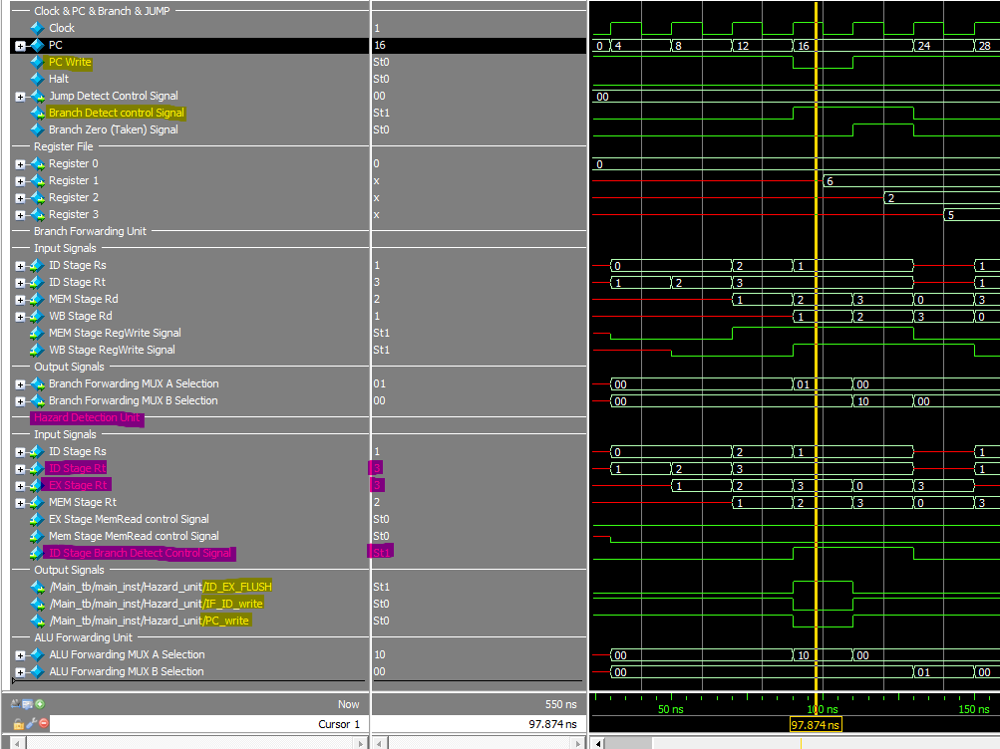 Clock & PC & Branch & JUMP
Clock 1
PC 16 0 4 8 12 16 24 28
PC Write St0
Halt St0
Jump Detect Control Signal 00 00
Branch Detect control Signal St1
Branch Zero (Taken) Signal St0
Register File
Register 0 0 0
Register 1 x 6
Register 2 x 2
Register 3 x 5
Branch Forwarding Unit
Input Signals
ID Stage Rs 1 0 2 1 1
ID Stage Rt 3 1 2 3 1
MEM Stage Rd 2 1 2 3 0 3
WB Stage Rd 1 1 2 3 0
MEM Stage RegWrite Signal St1
WB Stage RegWrite Signal St1
Output Signals
Branch Forwarding MUX A Selection 01 00 01 00
Branch Forwarding MUX B Selection 00 00 10 00
Hazard Detection Unit
Input Signals
ID Stage Rs 1 0 2 1 1
ID Stage Rt 3 1 2 3 1
EX Stage Rt 3 1 2 3 0 3
MEM Stage Rt 2 1 2 3 0 3
EX Stage MemRead control Signal St0
Mem Stage MemRead control Signal St0
ID Stage Branch Detect Control Signal St1
Output Signals
/Main_tb/main_inst/Hazard_unit/ID_EX_FLUSH St1
/Main_tb/main_inst/Hazard_unit/IF_ID_write St0
/Main_tb/main_inst/Hazard_unit/PC_write St0
ALU Forwarding Unit
ALU Forwarding MUX A Selection 10 00 10 00
ALU Forwarding MUX B Selection 00 00 01 00
Now 550 ns 50 ns 100 ns 150 ns
Cursor 1 97.874 ns 97.874 ns